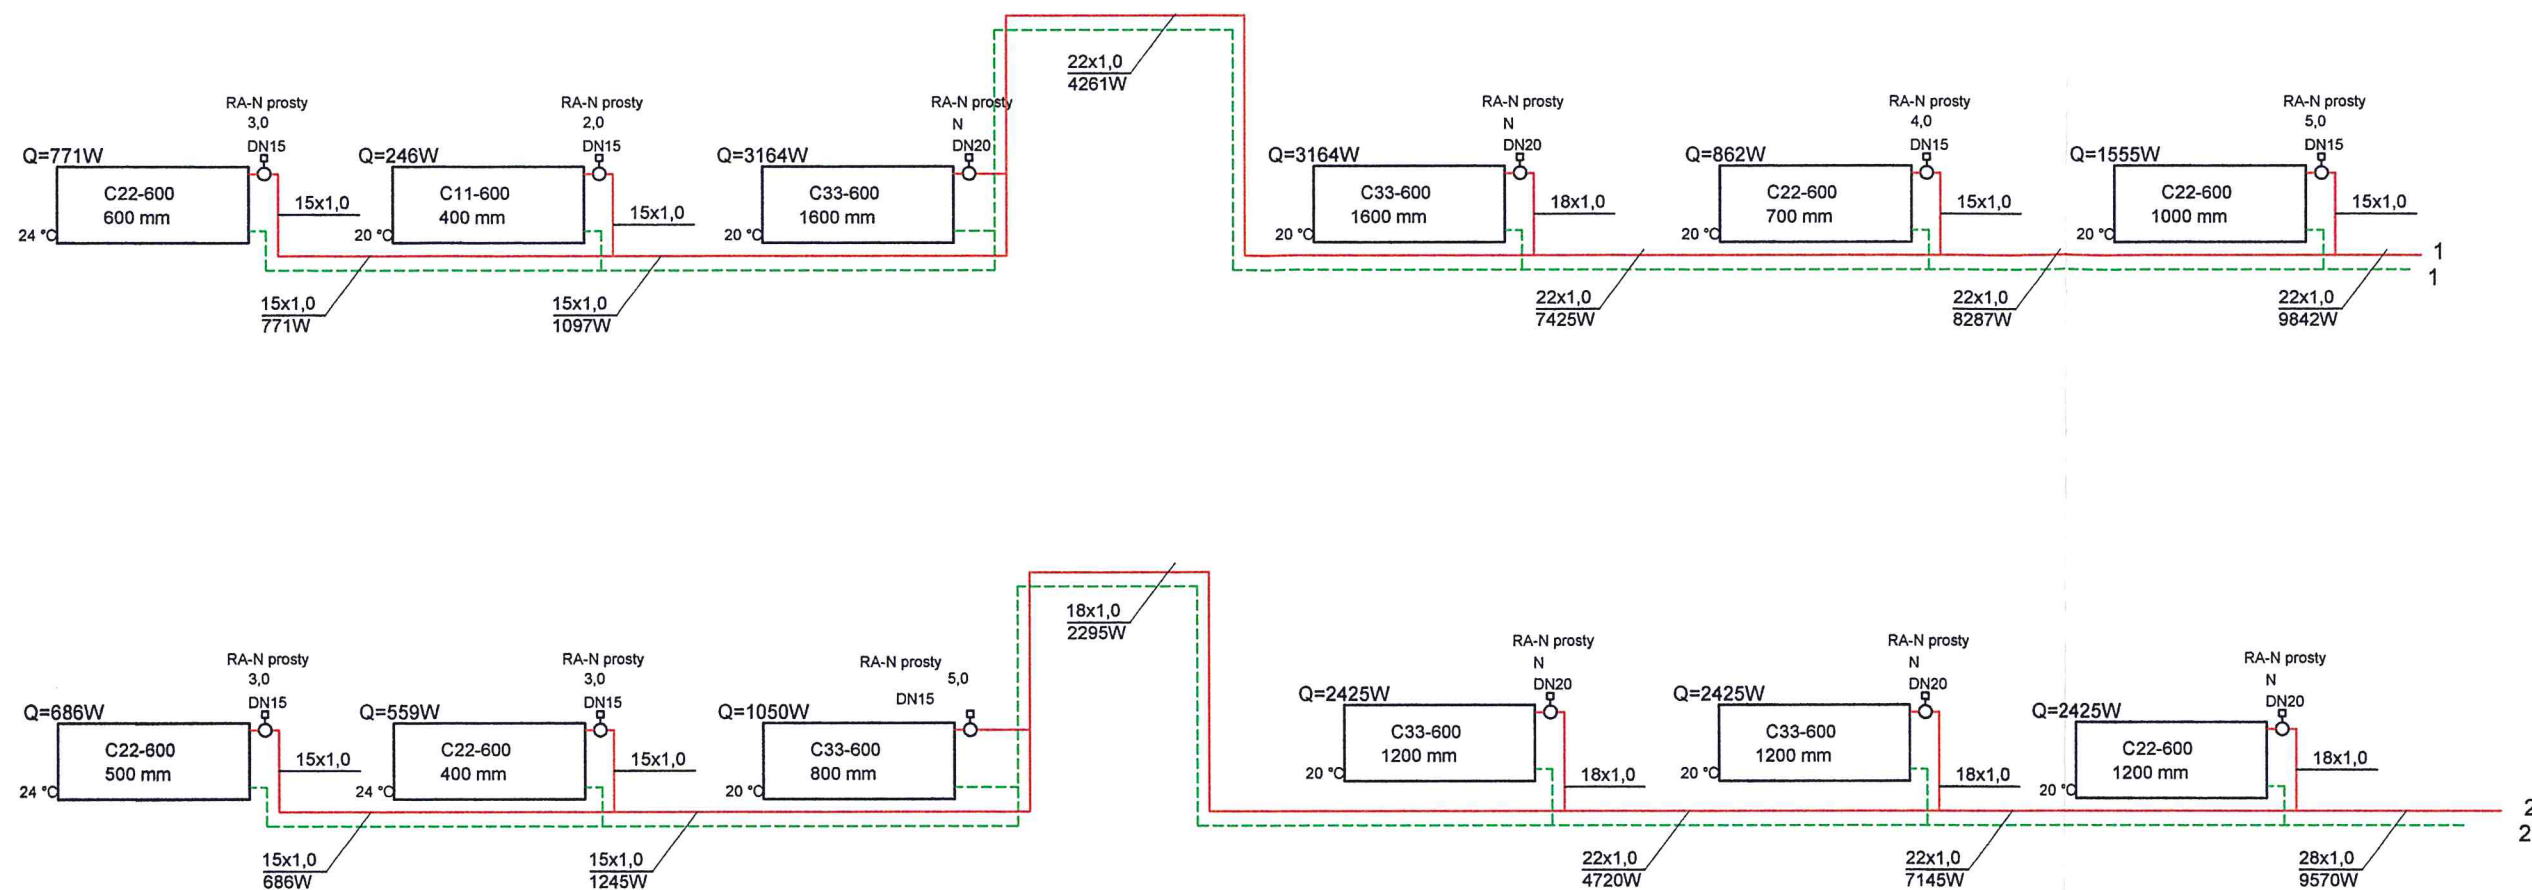 22x1,0
4261W
RA-N prosty
3,0
DN15
Q=771W
C22-600
600 mm
24 °C
15x1,0
RA-N prosty
2,0
DN15
Q=246W
C11-600
400 mm
20 °C
15x1,0
RA-N prosty
N
DN20
Q=3164W
C33-600
1600 mm
20 °C
RA-N prosty
N
DN20
Q=3164W
C33-600
1600 mm
20 °C
18x1,0
RA-N prosty
4,0
DN15
Q=862W
C22-600
700 mm
20 °C
15x1,0
RA-N prosty
5,0
DN15
Q=1555W
C22-600
1000 mm
20 °C
15x1,0
1
1
15x1,0
771W
15x1,0
1097W
22x1,0
7425W
22x1,0
8287W
22x1,0
9842W
18x1,0
2295W
RA-N prosty
3,0
DN15
Q=686W
C22-600
500 mm
24 °C
15x1,0
RA-N prosty
3,0
DN15
Q=559W
C22-600
400 mm
24 °C
15x1,0
RA-N prosty
5,0
DN15
Q=1050W
C33-600
800 mm
20 °C
RA-N prosty
N
DN20
Q=2425W
C33-600
1200 mm
20 °C
18x1,0
RA-N prosty
N
DN20
Q=2425W
C33-600
1200 mm
20 °C
18x1,0
RA-N prosty
N
DN20
Q=2425W
C22-600
1200 mm
20 °C
18x1,0
2
2
15x1,0
686W
15x1,0
1245W
22x1,0
4720W
22x1,0
7145W
28x1,0
9570W